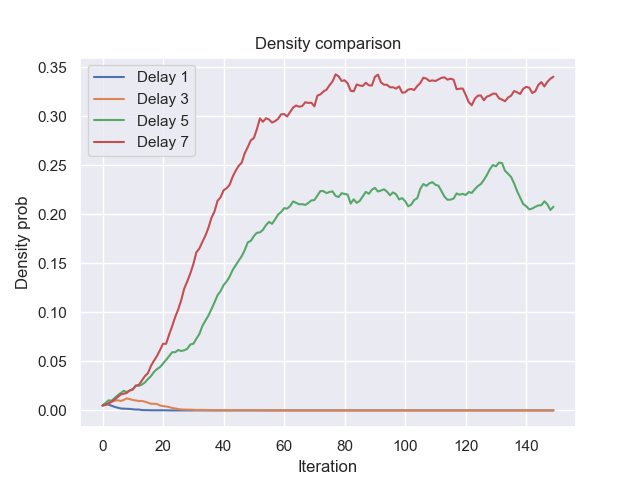 Density comparison
Delay 1
Delay 3
Delay 5
Delay 7
Density prob
0.35
0.30
0.25
0.20
0.15
0.10
0.05
0.00
0 20 40 60 80 100 120 140
Iteration